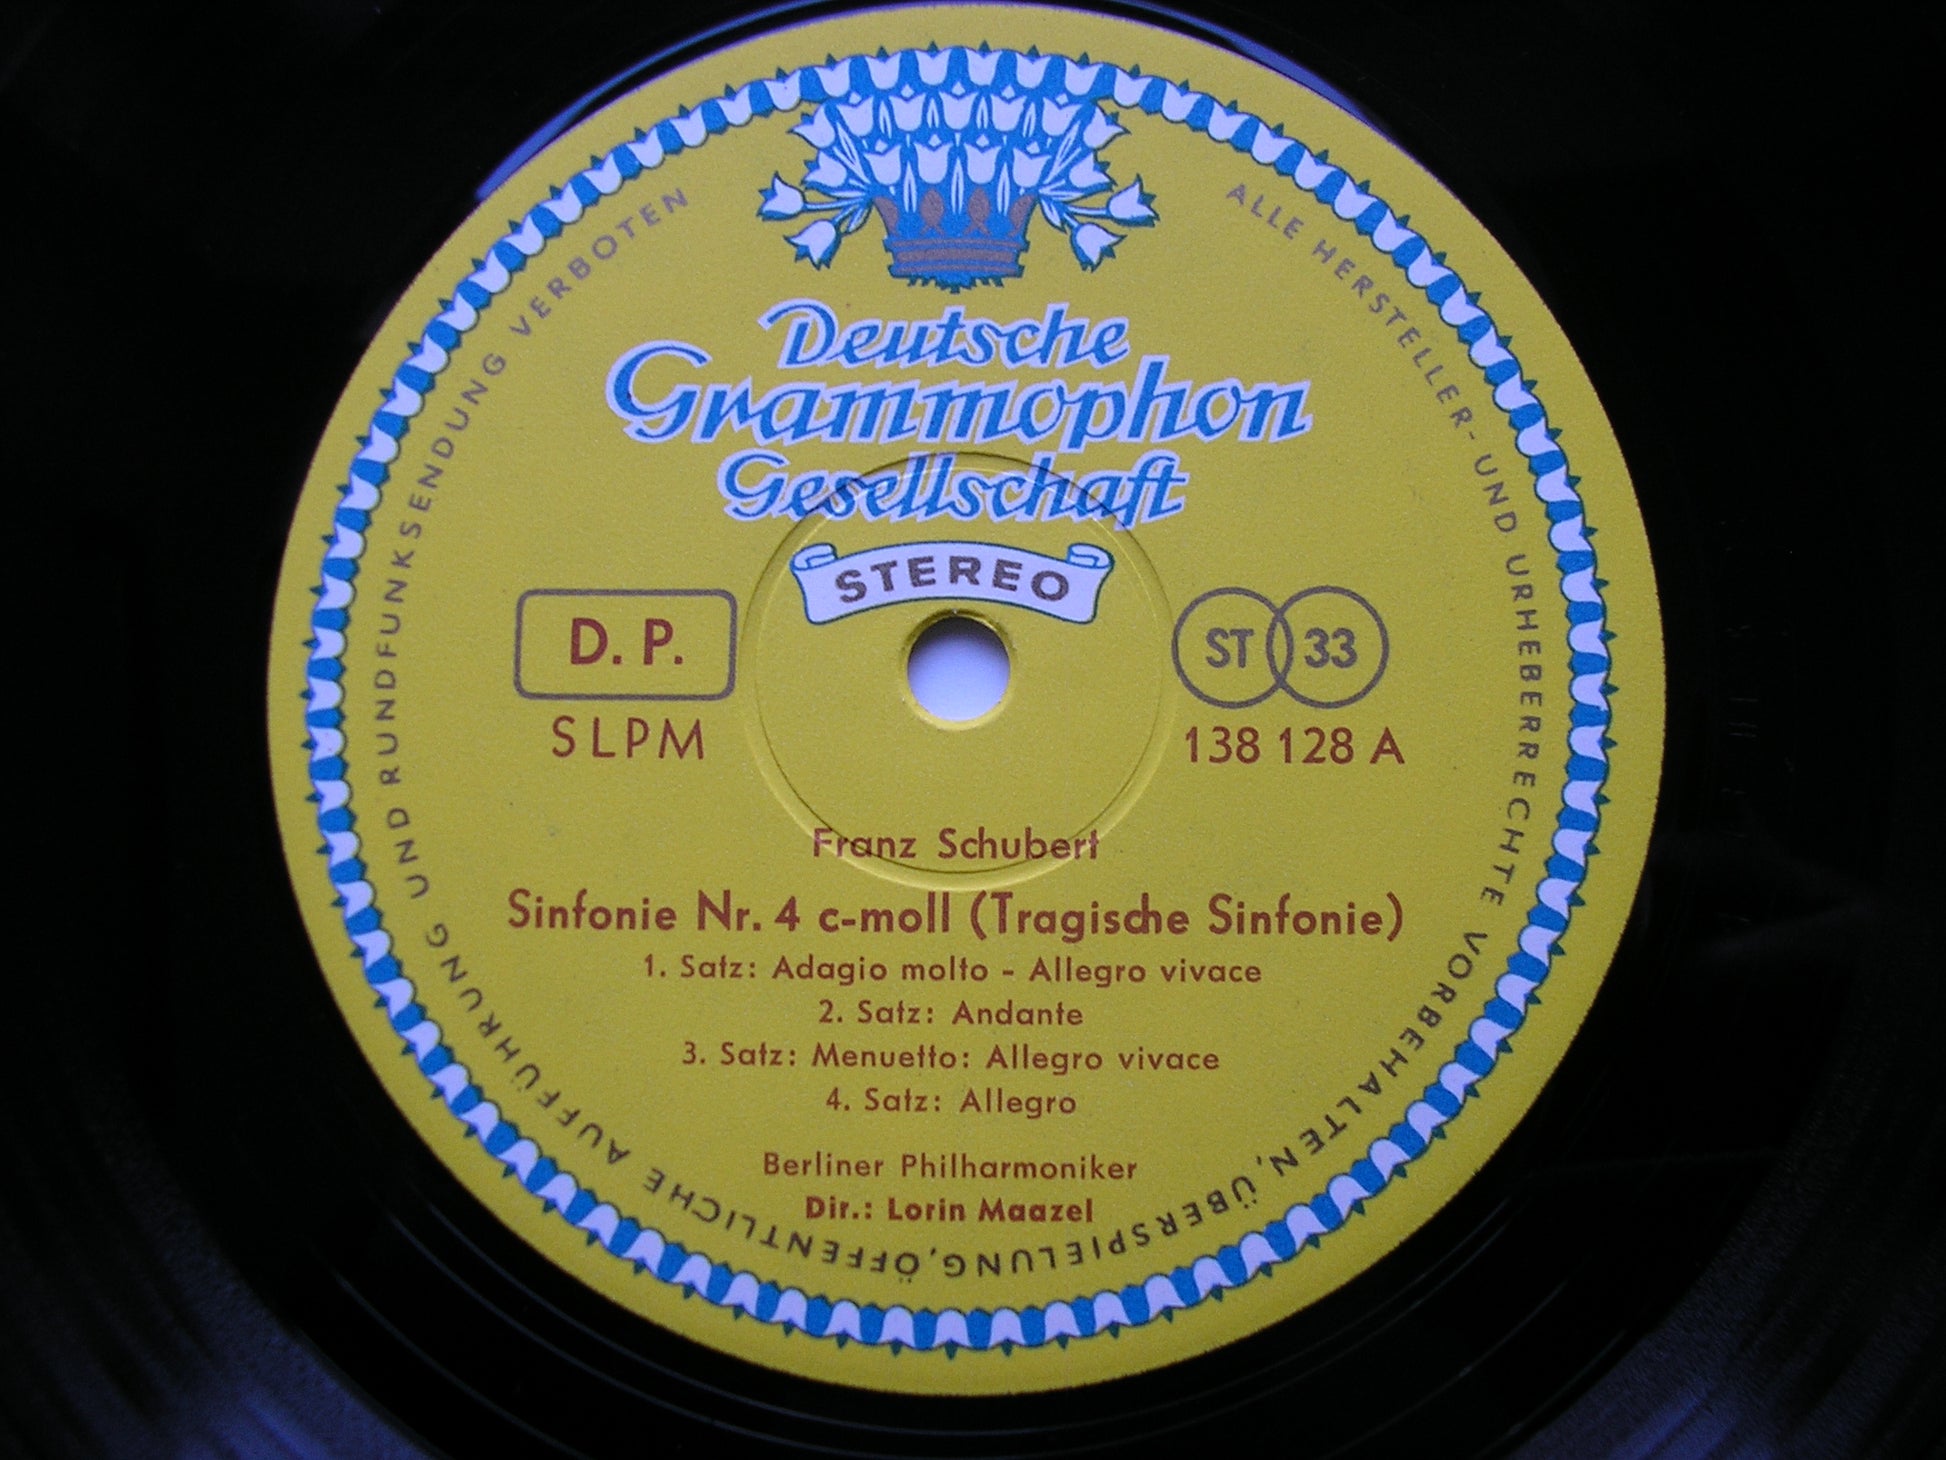 Deutsche
Grammophon
Gesellschaft
STEREO
D. P.
ST 33
SLPM
138 128 A
Franz Schubert
Sinfonie Nr. 4 c-moll (Tragische Sinfonie)
1. Satz: Adagio molto - Allegro vivace
2. Satz: Andante
3. Satz: Menuetto: Allegro vivace
4. Satz: Allegro
Berliner Philharmoniker
Dir.: Lorin Maazel
ALLE HERSTELLER- UND URHEBERRECHTE VORBEHALTEN, ÜBERSPIELUNG, ÖFFENTLICHE AUFFÜHRUNG UND RUNDFUNKSENDUNG VERBOTEN